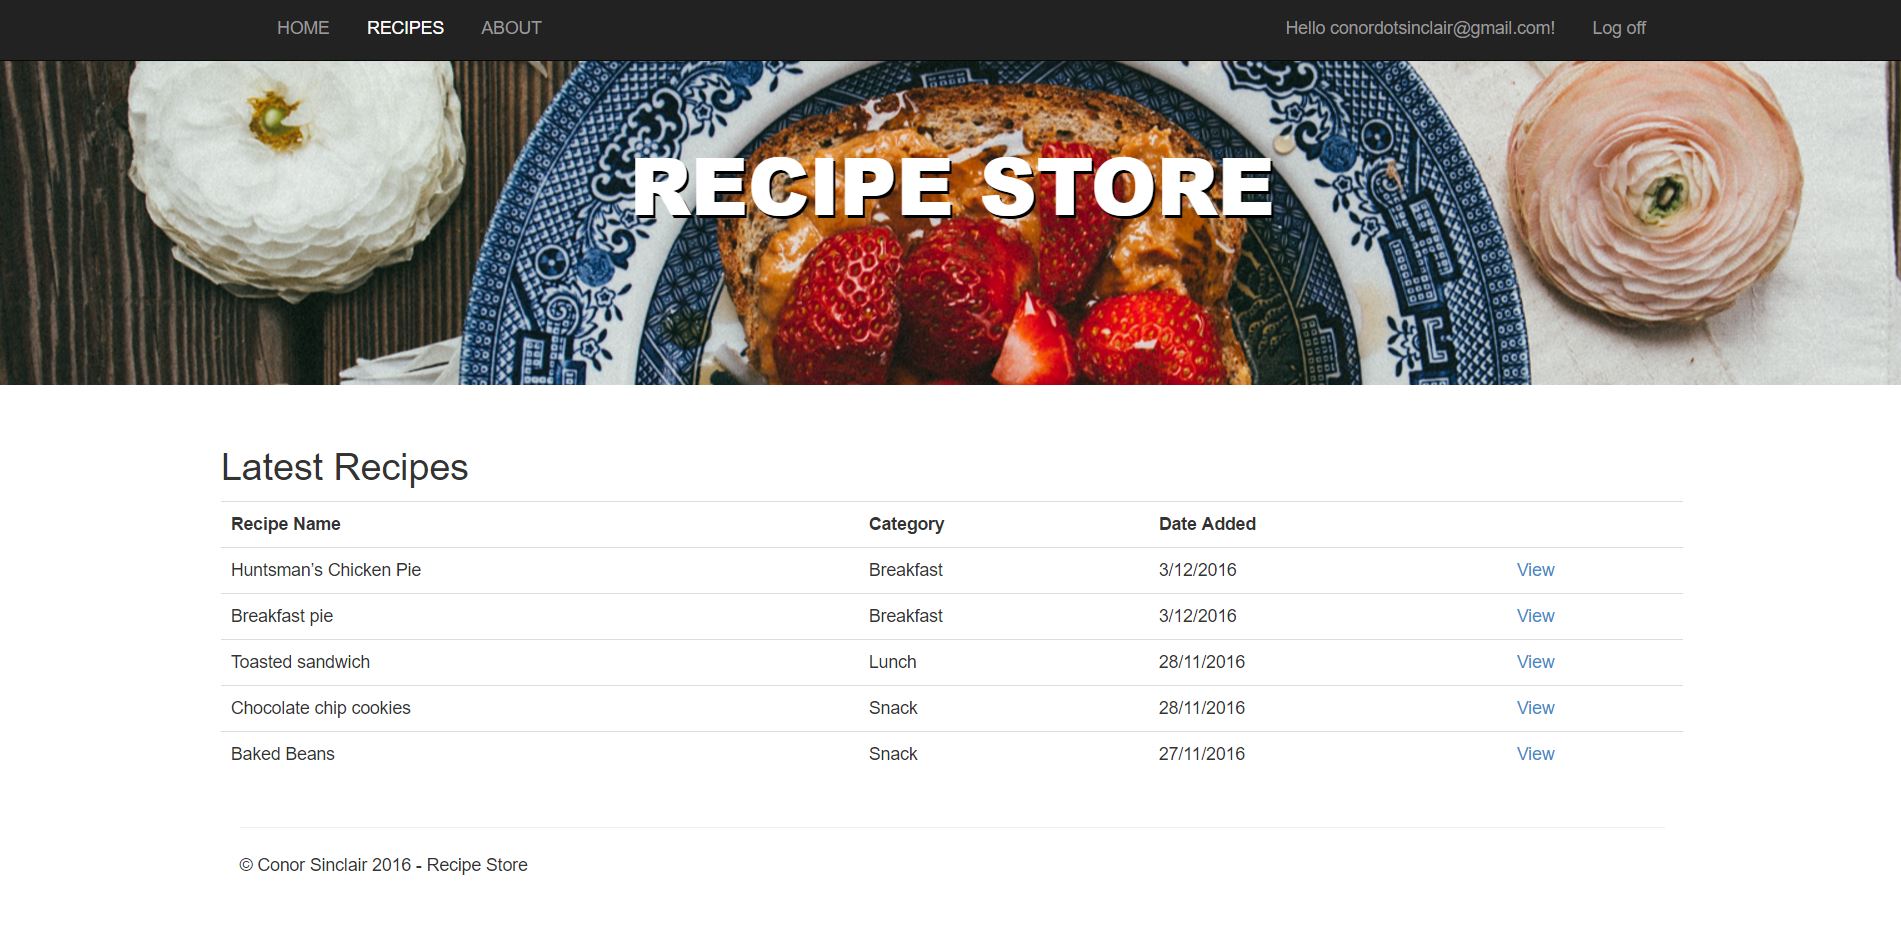 HOME RECIPES ABOUT Hello conordotsinclair@gmail.com! Log off
RECIPE STORE
Latest Recipes
Recipe Name Category Date Added
Huntsman's Chicken Pie Breakfast 3/12/2016 View
Breakfast pie Breakfast 3/12/2016 View
Toasted sandwich Lunch 28/11/2016 View
Chocolate chip cookies Snack 28/11/2016 View
Baked Beans Snack 27/11/2016 View
© Conor Sinclair 2016 - Recipe Store